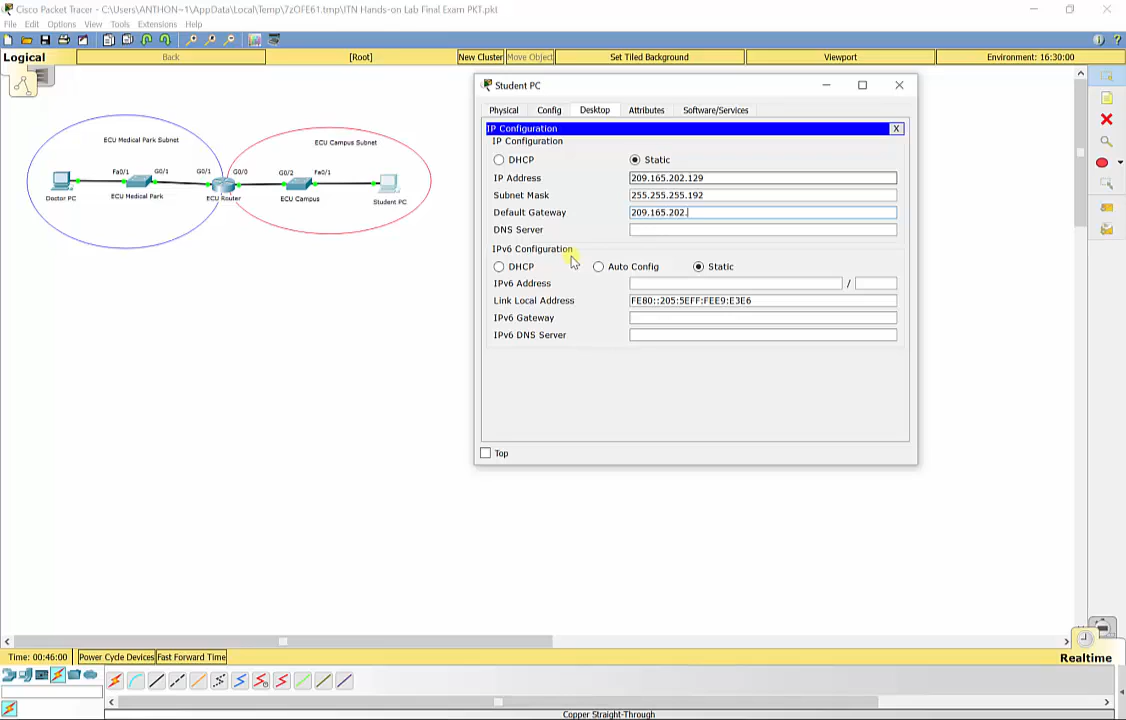 Cisco Packet Tracer - C:\Users\ANTHON~1\AppData\Local\Temp\7zOFE61.tmp\ITN Hands-on Lab Final Exam PKT.pkt
File Edit Options View Tools Extensions Help
Logical Back [Root] New Cluster Move Object Set Tiled Background Viewport Environment: 16:30:00
Student PC
Physical Config Desktop Attributes Software/Services
IP Configuration X
IP Configuration
DHCP Static
IP Address 209.165.202.129
Subnet Mask 255.255.255.192
Default Gateway 209.165.202.
DNS Server
IPv6 Configuration
DHCP Auto Config Static
IPv6 Address /
Link Local Address FE80::205:5EFF:FEE9:E3E6
IPv6 Gateway
IPv6 DNS Server
Top
ECU Medical Park Subnet
ECU Campus Subnet
Fa0/1 G0/1 G0/1 G0/0 G0/2 Fa0/1
Doctor PC ECU Medical Park ECU Router ECU Campus Student PC
Time: 00:46:00 Power Cycle Devices Fast Forward Time Realtime
Copper Straight-Through